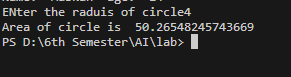 ENter the raduis of circle4
Area of circle is  50.26548245743669
PS D:\6th Semester\AI\lab>